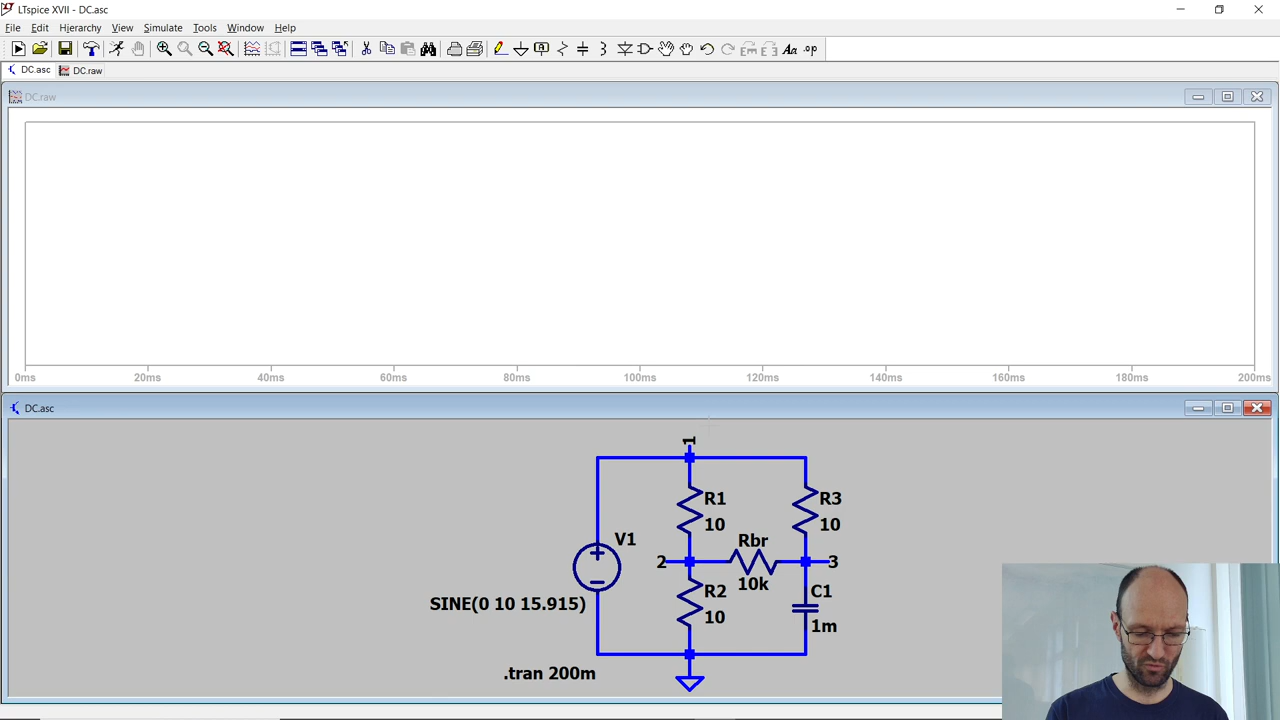 LTspice XVII - DC.asc
File Edit Hierarchy View Simulate Tools Window Help
Aa .op
DC.asc DC.raw
DC.raw
0ms 20ms 40ms 60ms 80ms 100ms 120ms 140ms 160ms 180ms 200ms
DC.asc
1
R1 R3
10 10
V1 Rbr
2 3
10k
R2 C1
SINE(0 10 15.915)
10 1m
.tran 200m